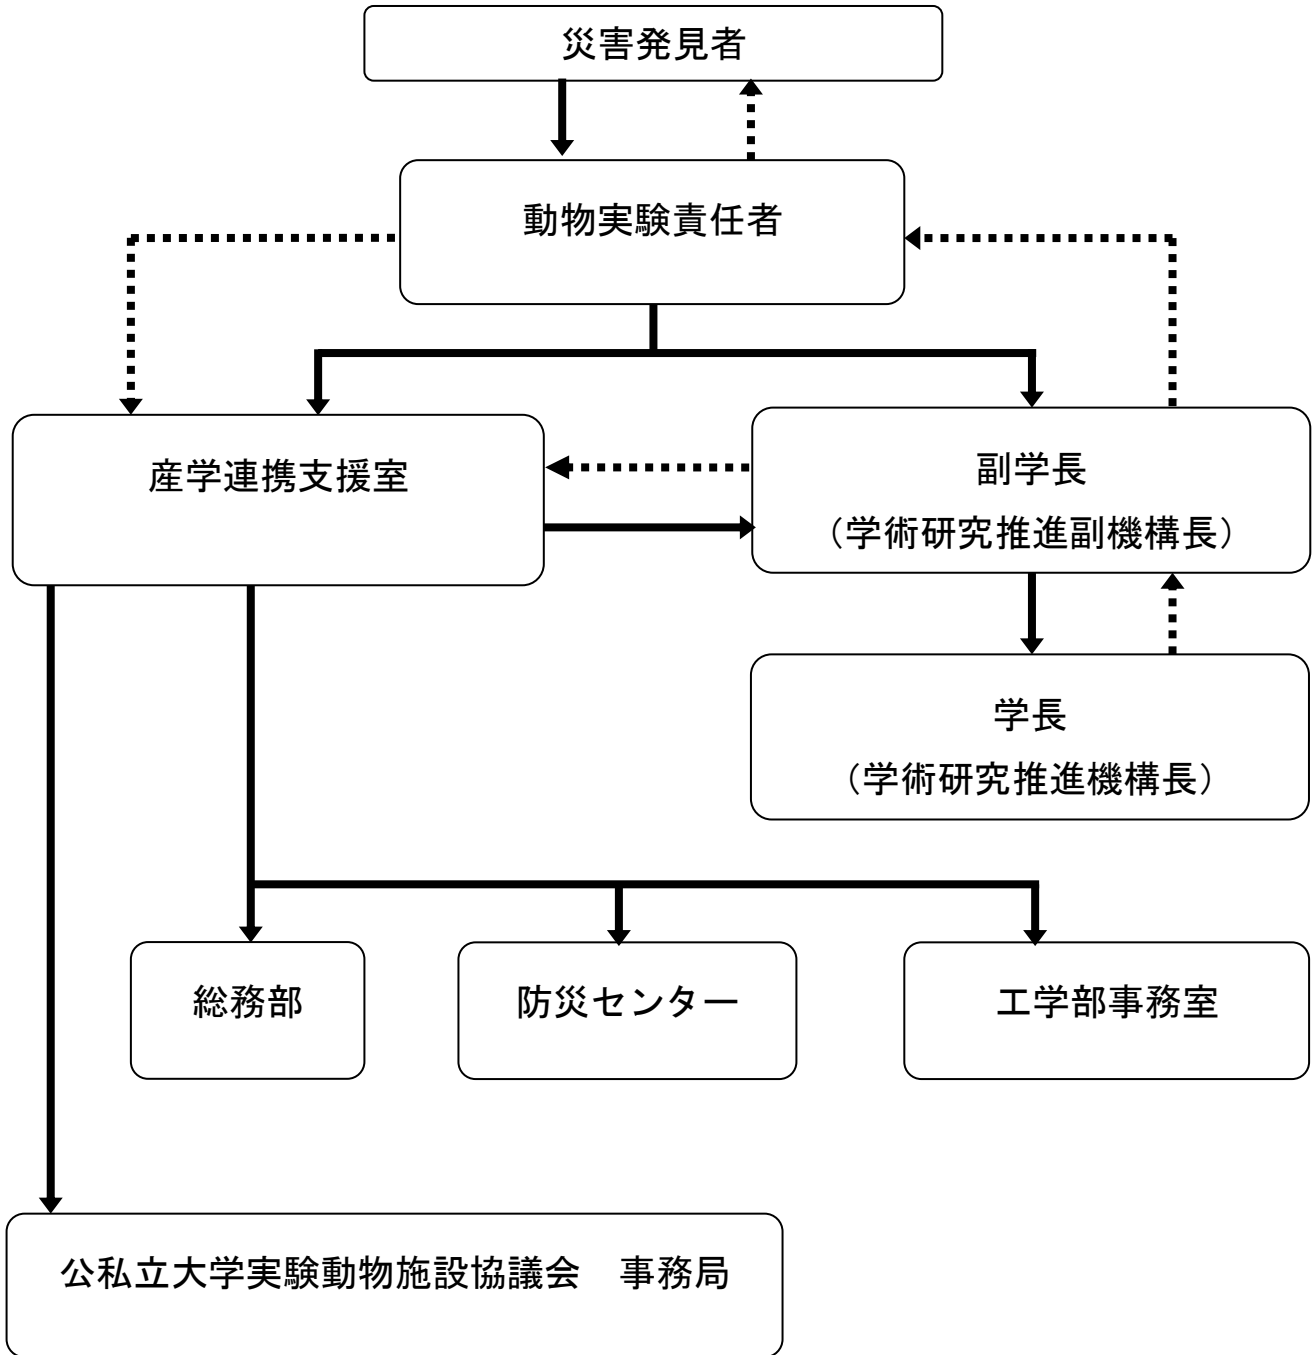 災害発見者
動物実験責任者
産学連携支援室
副学長
（学術研究推進副機構長）
学長
（学術研究推進機構長）
総務部
防災センター
工学部事務室
公私立大学実験動物施設協議会　事務局